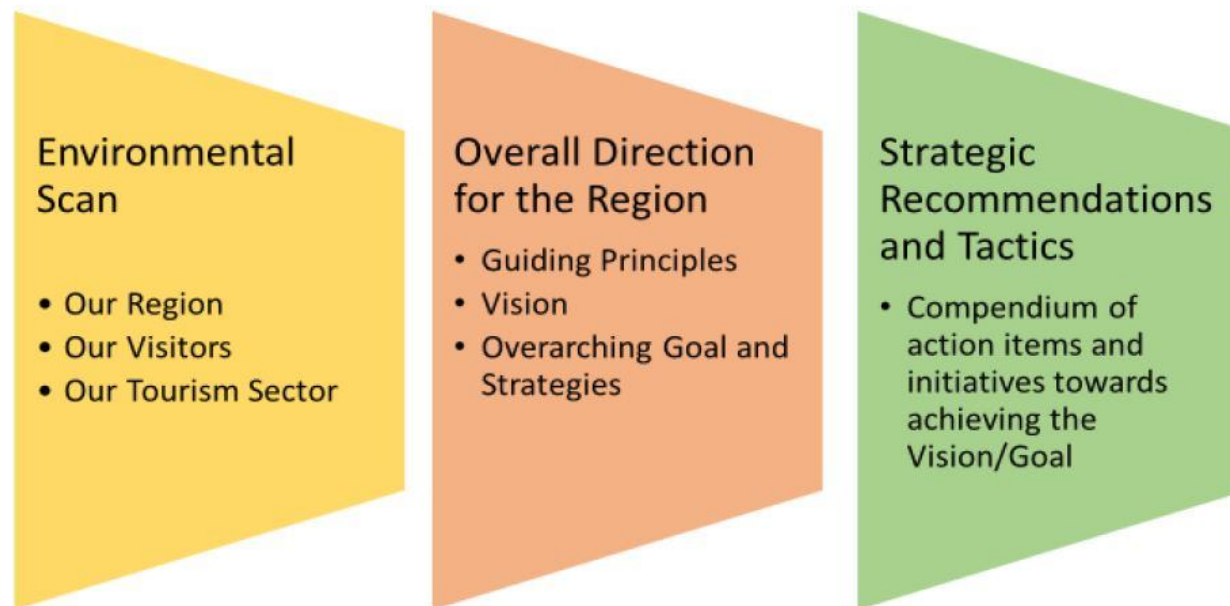 Environmental
Scan
• Our Region
• Our Visitors
• Our Tourism Sector
Overall Direction
for the Region
• Guiding Principles
• Vision
• Overarching Goal and
Strategies
Strategic
Recommendations
and Tactics
• Compendium of
action items and
initiatives towards
achieving the
Vision/Goal